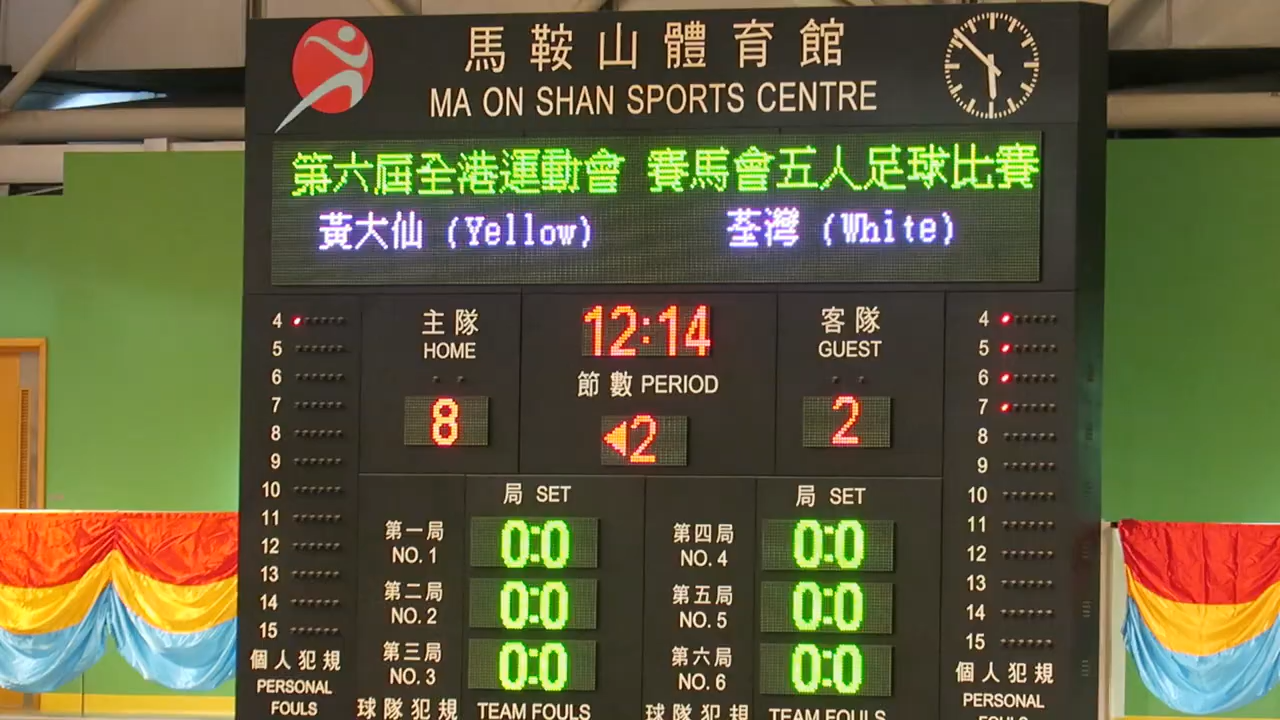 馬鞍山體育館
MA ON SHAN SPORTS CENTRE
第六屆全港運動會 賽馬會五人足球比賽
黃大仙 (Yellow) 荃灣 (White)
主隊
HOME
8
12:14
節數 PERIOD
2
客隊
GUEST
2
4
5
6
7
8
9
10
11
12
13
14
15
個人犯規
PERSONAL
FOULS
局 SET
第一局
NO. 1
0:0
第二局
NO. 2
0:0
第三局
NO. 3
0:0
球隊犯規 TEAM FOULS
局 SET
第四局
NO. 4
0:0
第五局
NO. 5
0:0
第六局
NO. 6
0:0
球隊犯規 TEAM FOULS
4
5
6
7
8
9
10
11
12
13
14
15
個人犯規
PERSONAL
FOULS